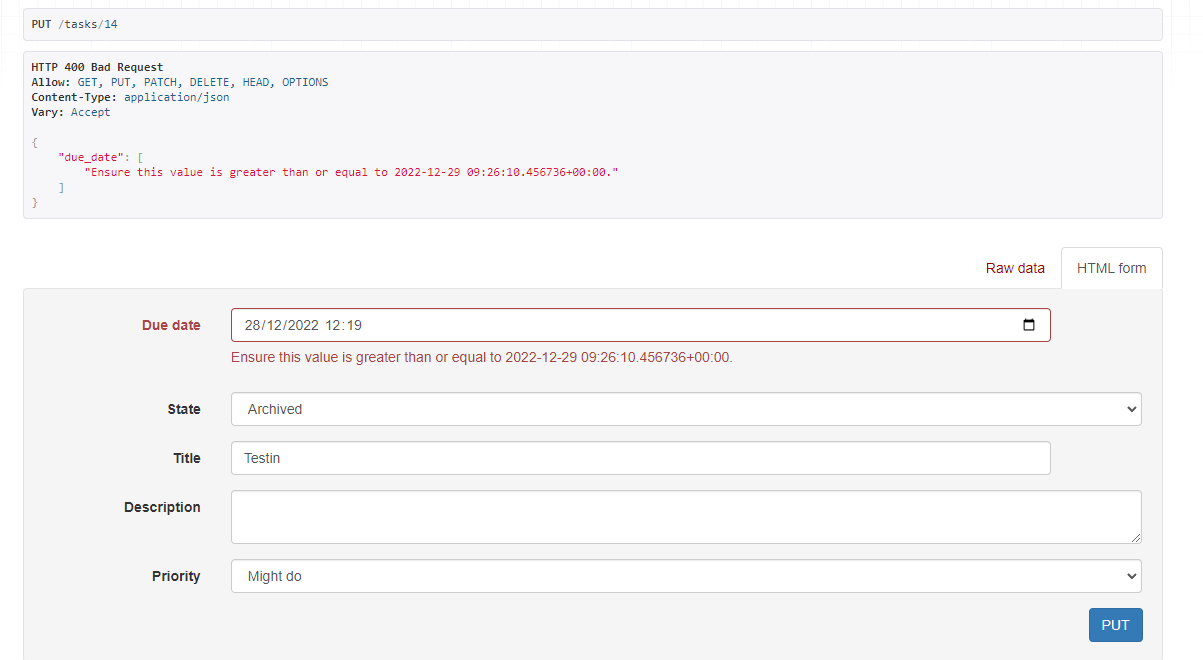 PUT /tasks/14
HTTP 400 Bad Request
Allow: GET, PUT, PATCH, DELETE, HEAD, OPTIONS
Content-Type: application/json
Vary: Accept
{
"due_date": [
"Ensure this value is greater than or equal to 2022-12-29 09:26:10.456736+00:00."
]
}
Raw data
HTML form
Due date
28/12/2022 12:19
Ensure this value is greater than or equal to 2022-12-29 09:26:10.456736+00:00.
State
Archived
Title
Testin
Description
Priority
Might do
PUT